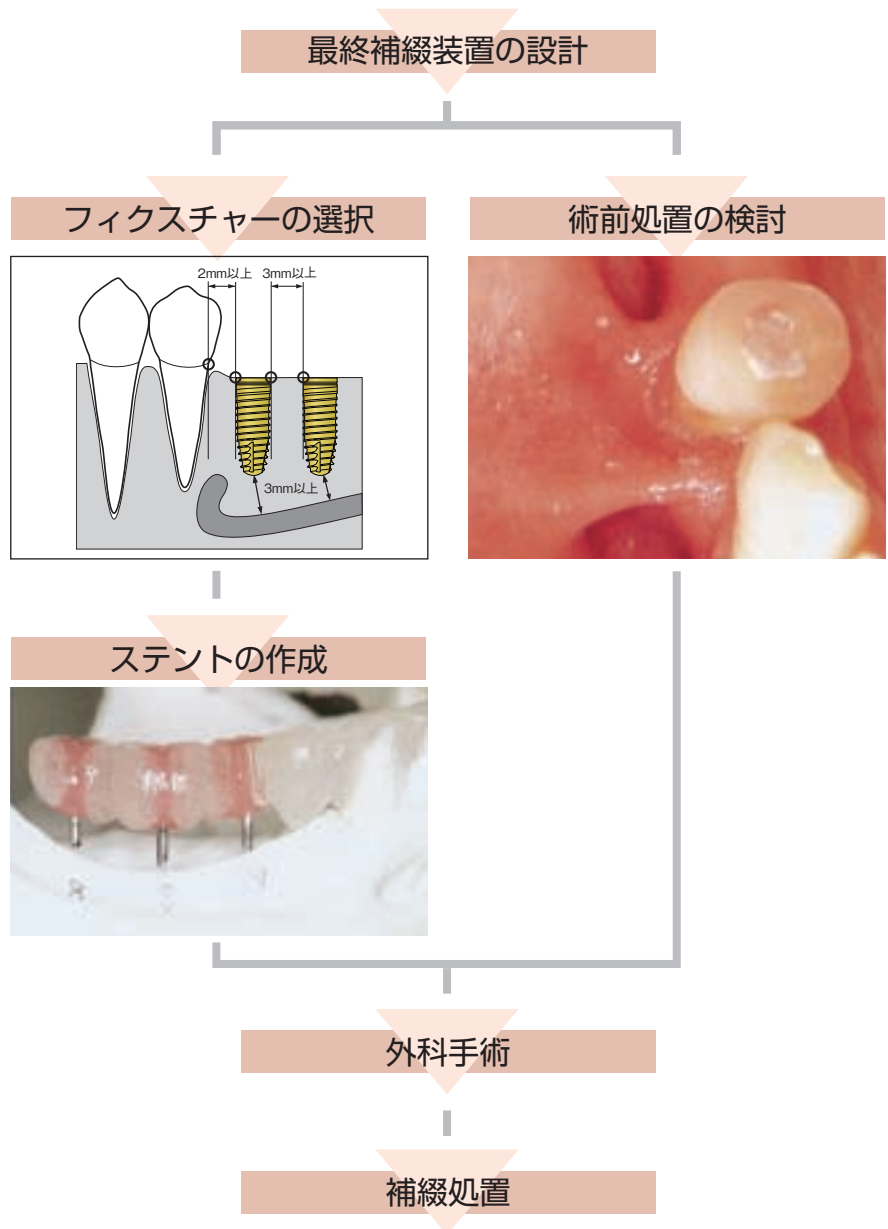 最終補綴装置の設計
フィクスチャーの選択
術前処置の検討
2mm以上
3mm以上
3mm以上
ステントの作成
外科手術
補綴処置